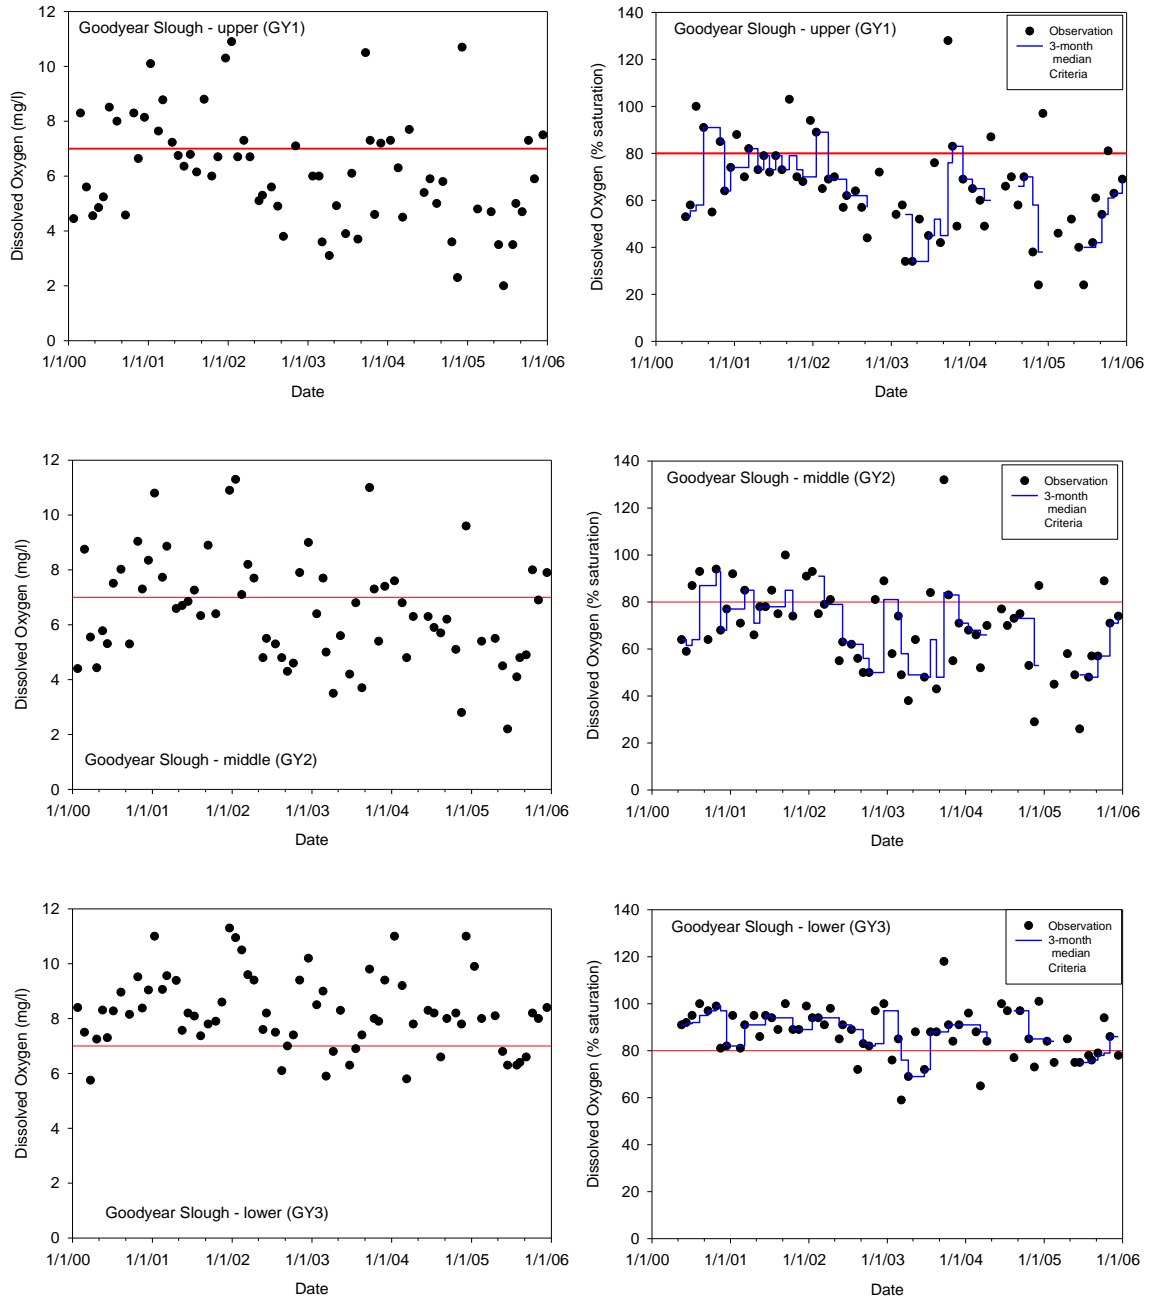 Goodyear Slough - upper (GY1)
Dissolved Oxygen (mg/l)
12
10
8
6
4
2
0
1/1/00 1/1/01 1/1/02 1/1/03 1/1/04 1/1/05 1/1/06
Date
Goodyear Slough - upper (GY1)
Observation
3-month
median
Criteria
Dissolved Oxygen (% saturation)
140
120
100
80
60
40
20
0
1/1/00 1/1/01 1/1/02 1/1/03 1/1/04 1/1/05 1/1/06
Date
Goodyear Slough - middle (GY2)
Dissolved Oxygen (mg/l)
12
10
8
6
4
2
0
1/1/00 1/1/01 1/1/02 1/1/03 1/1/04 1/1/05 1/1/06
Date
Goodyear Slough - middle (GY2)
Observation
3-month
median
Criteria
Dissolved Oxygen (% saturation)
140
120
100
80
60
40
20
0
1/1/00 1/1/01 1/1/02 1/1/03 1/1/04 1/1/05 1/1/06
Date
Goodyear Slough - lower (GY3)
Dissolved Oxygen (mg/l)
12
10
8
6
4
2
0
1/1/00 1/1/01 1/1/02 1/1/03 1/1/04 1/1/05 1/1/06
Date
Goodyear Slough - lower (GY3)
Observation
3-month
median
Criteria
Dissolved Oxygen (% saturation)
140
120
100
80
60
40
20
0
1/1/00 1/1/01 1/1/02 1/1/03 1/1/04 1/1/05 1/1/06
Date